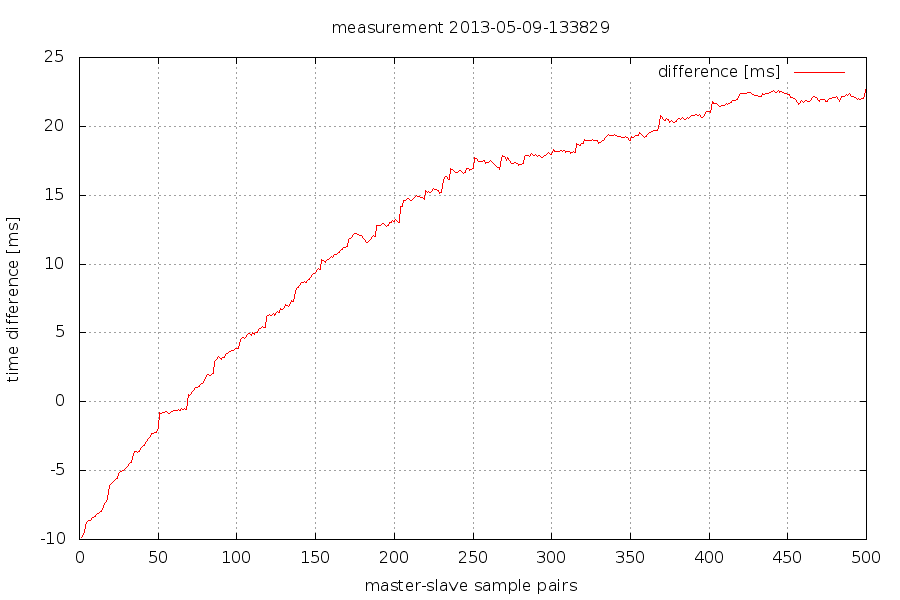 measurement 2013-05-09-133829
difference [ms]
time difference [ms]
25
20
15
10
5
0
-5
-10
0 50 100 150 200 250 300 350 400 450 500
master-slave sample pairs